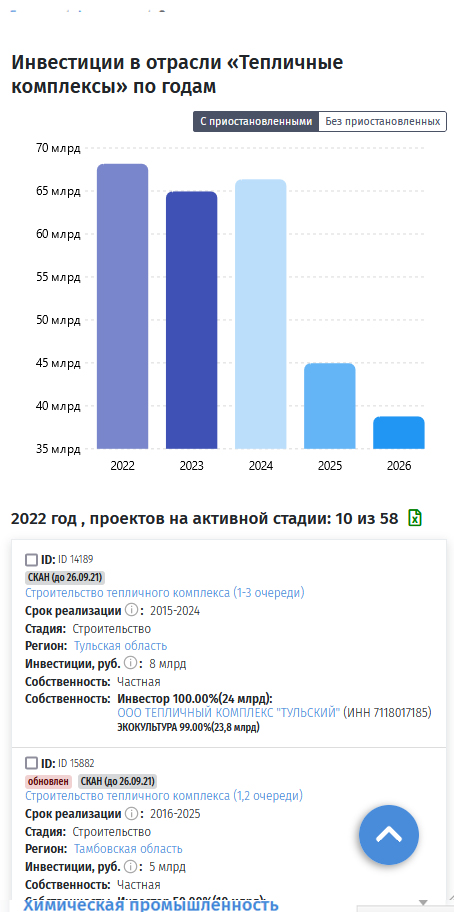 Инвестиции в отрасли «Тепличные
комплексы» по годам
С приостановленными Без приостановленных
70 млрд
65 млрд
60 млрд
55 млрд
50 млрд
45 млрд
40 млрд
35 млрд
2022 2023 2024 2025 2026
2022 год , проектов на активной стадии: 10 из 58
ID: ID 14189
СКАН (до 26.09.21)
Строительство тепличного комплекса (1-3 очереди)
Срок реализации i : 2015-2024
Стадия: Строительство
Регион: Тульская область
Инвестиции, руб. i : 8 млрд
Собственность: Частная
Собственность: Инвестор 100.00%(24 млрд):
ООО ТЕПЛИЧНЫЙ КОМПЛЕКС "ТУЛЬСКИЙ" (ИНН 7118017185)
ЭКОКУЛЬТУРА 99.00%(23,8 млрд)
ID: ID 15882
обновлен СКАН (до 26.09.21)
Строительство тепличного комплекса (1,2 очереди)
Срок реализации i : 2016-2025
Стадия: Строительство
Регион: Тамбовская область
Инвестиции, руб. i : 5 млрд
Собственность: Частная
Химическая промышленность